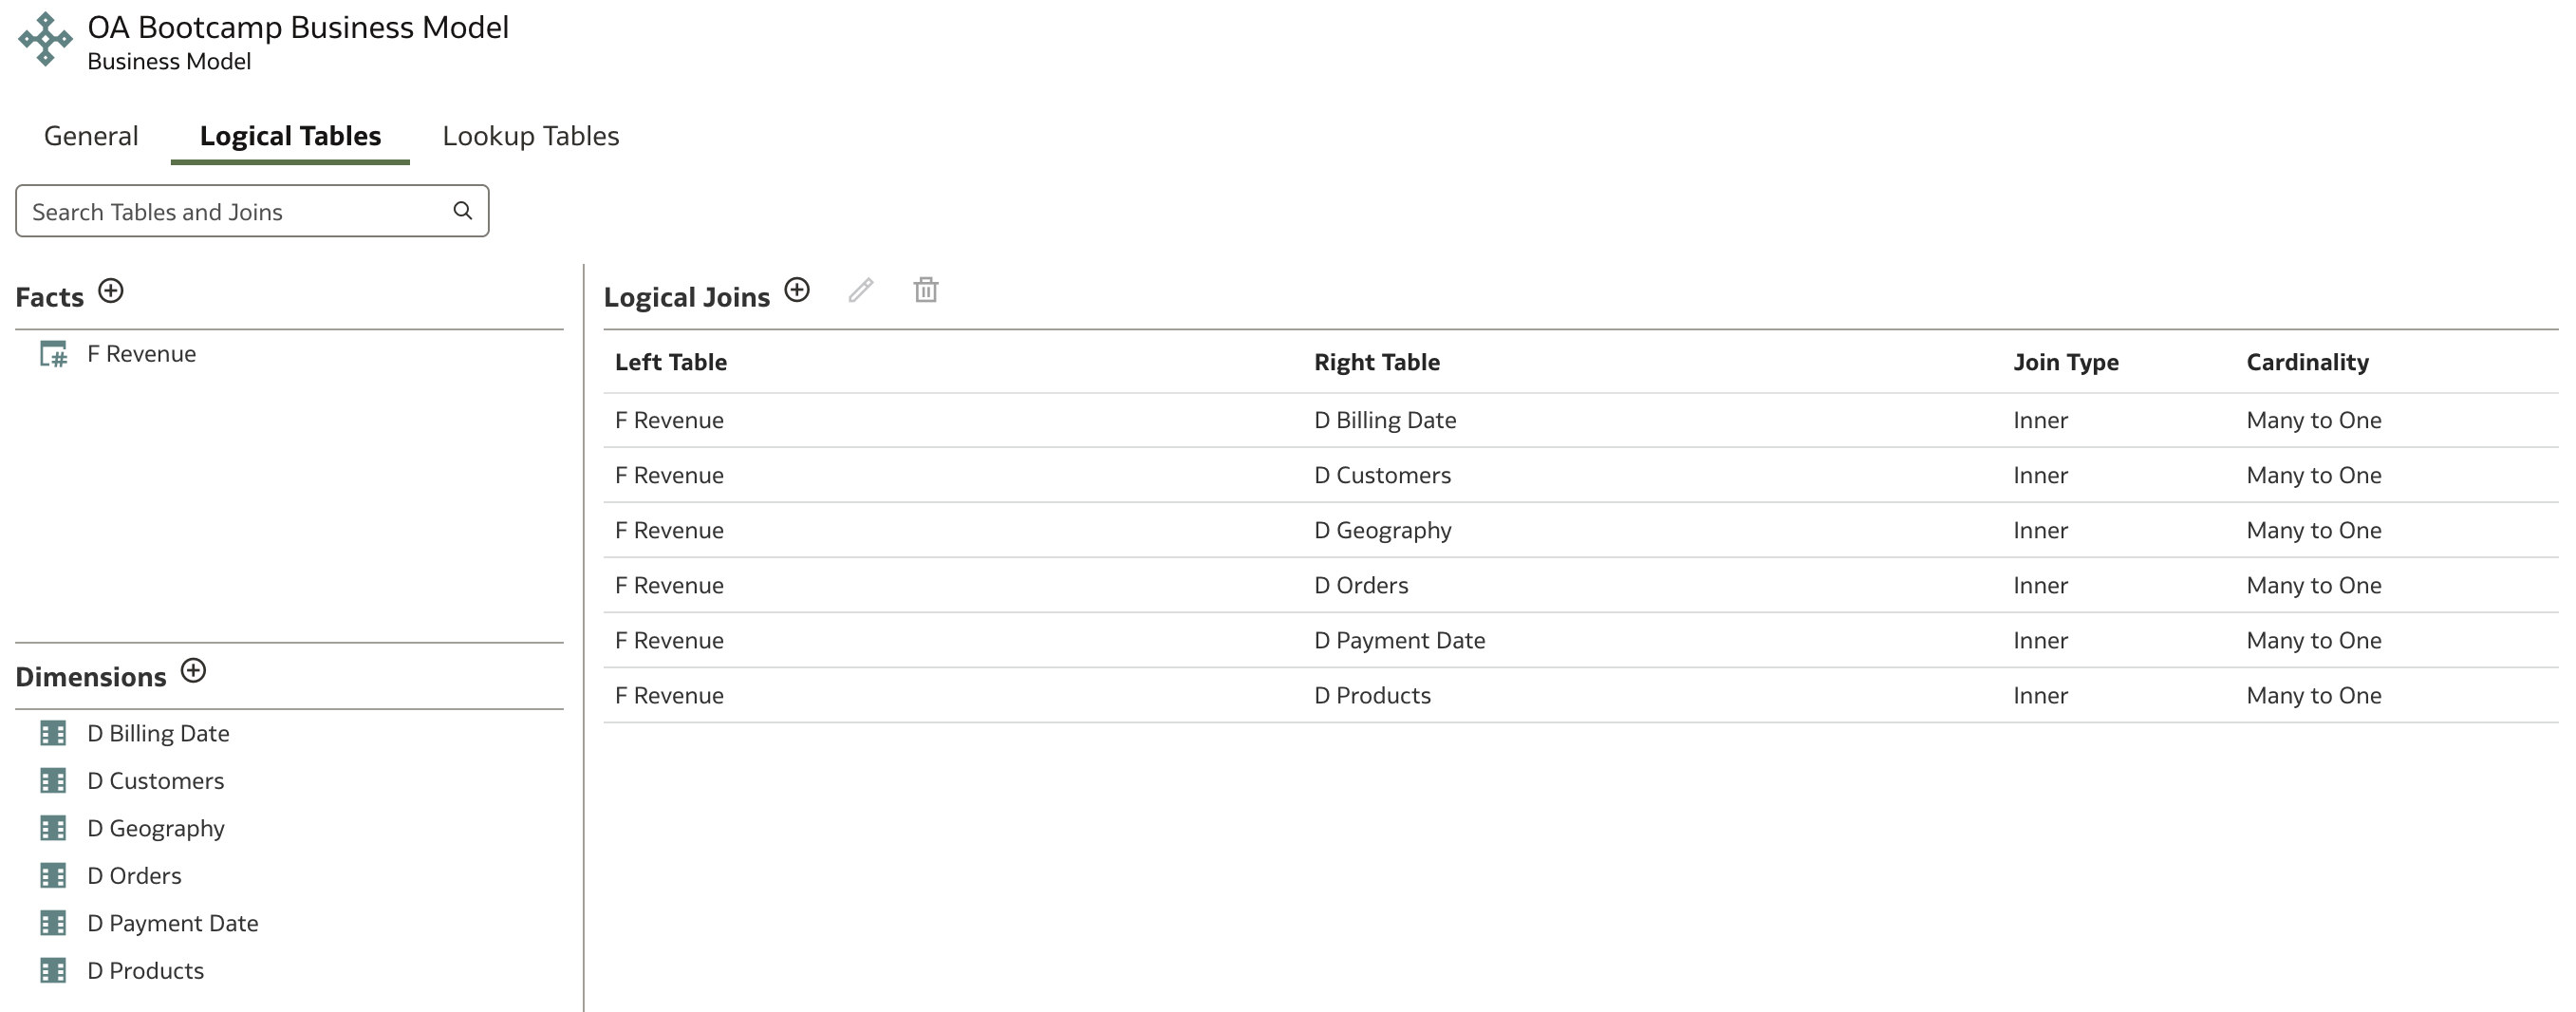 OA Bootcamp Business Model
Business Model
General Logical Tables Lookup Tables
Search Tables and Joins
Facts
F Revenue
Dimensions
D Billing Date
D Customers
D Geography
D Orders
D Payment Date
D Products
Logical Joins
Left Table Right Table Join Type Cardinality
F Revenue D Billing Date Inner Many to One
F Revenue D Customers Inner Many to One
F Revenue D Geography Inner Many to One
F Revenue D Orders Inner Many to One
F Revenue D Payment Date Inner Many to One
F Revenue D Products Inner Many to One